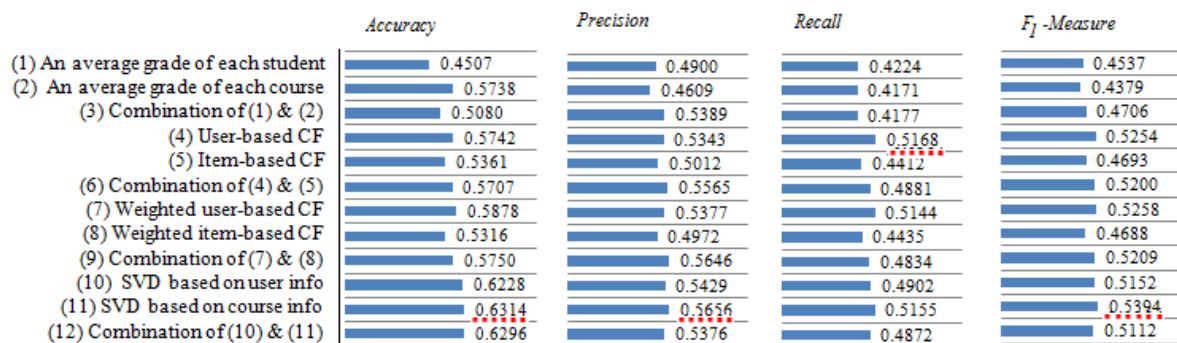 Accuracy Precision Recall F1 -Measure
(1) An average grade of each student 0.4507 0.4900 0.4224 0.4537
(2) An average grade of each course 0.5738 0.4609 0.4171 0.4379
(3) Combination of (1) & (2) 0.5080 0.5389 0.4177 0.4706
(4) User-based CF 0.5742 0.5343 0.5168 0.5254
(5) Item-based CF 0.5361 0.5012 0.4412 0.4693
(6) Combination of (4) & (5) 0.5707 0.5565 0.4881 0.5200
(7) Weighted user-based CF 0.5878 0.5377 0.5144 0.5258
(8) Weighted item-based CF 0.5316 0.4972 0.4435 0.4688
(9) Combination of (7) & (8) 0.5750 0.5646 0.4834 0.5209
(10) SVD based on user info 0.6228 0.5429 0.4902 0.5152
(11) SVD based on course info 0.6314 0.5656 0.5155 0.5394
(12) Combination of (10) & (11) 0.6296 0.5376 0.4872 0.5112